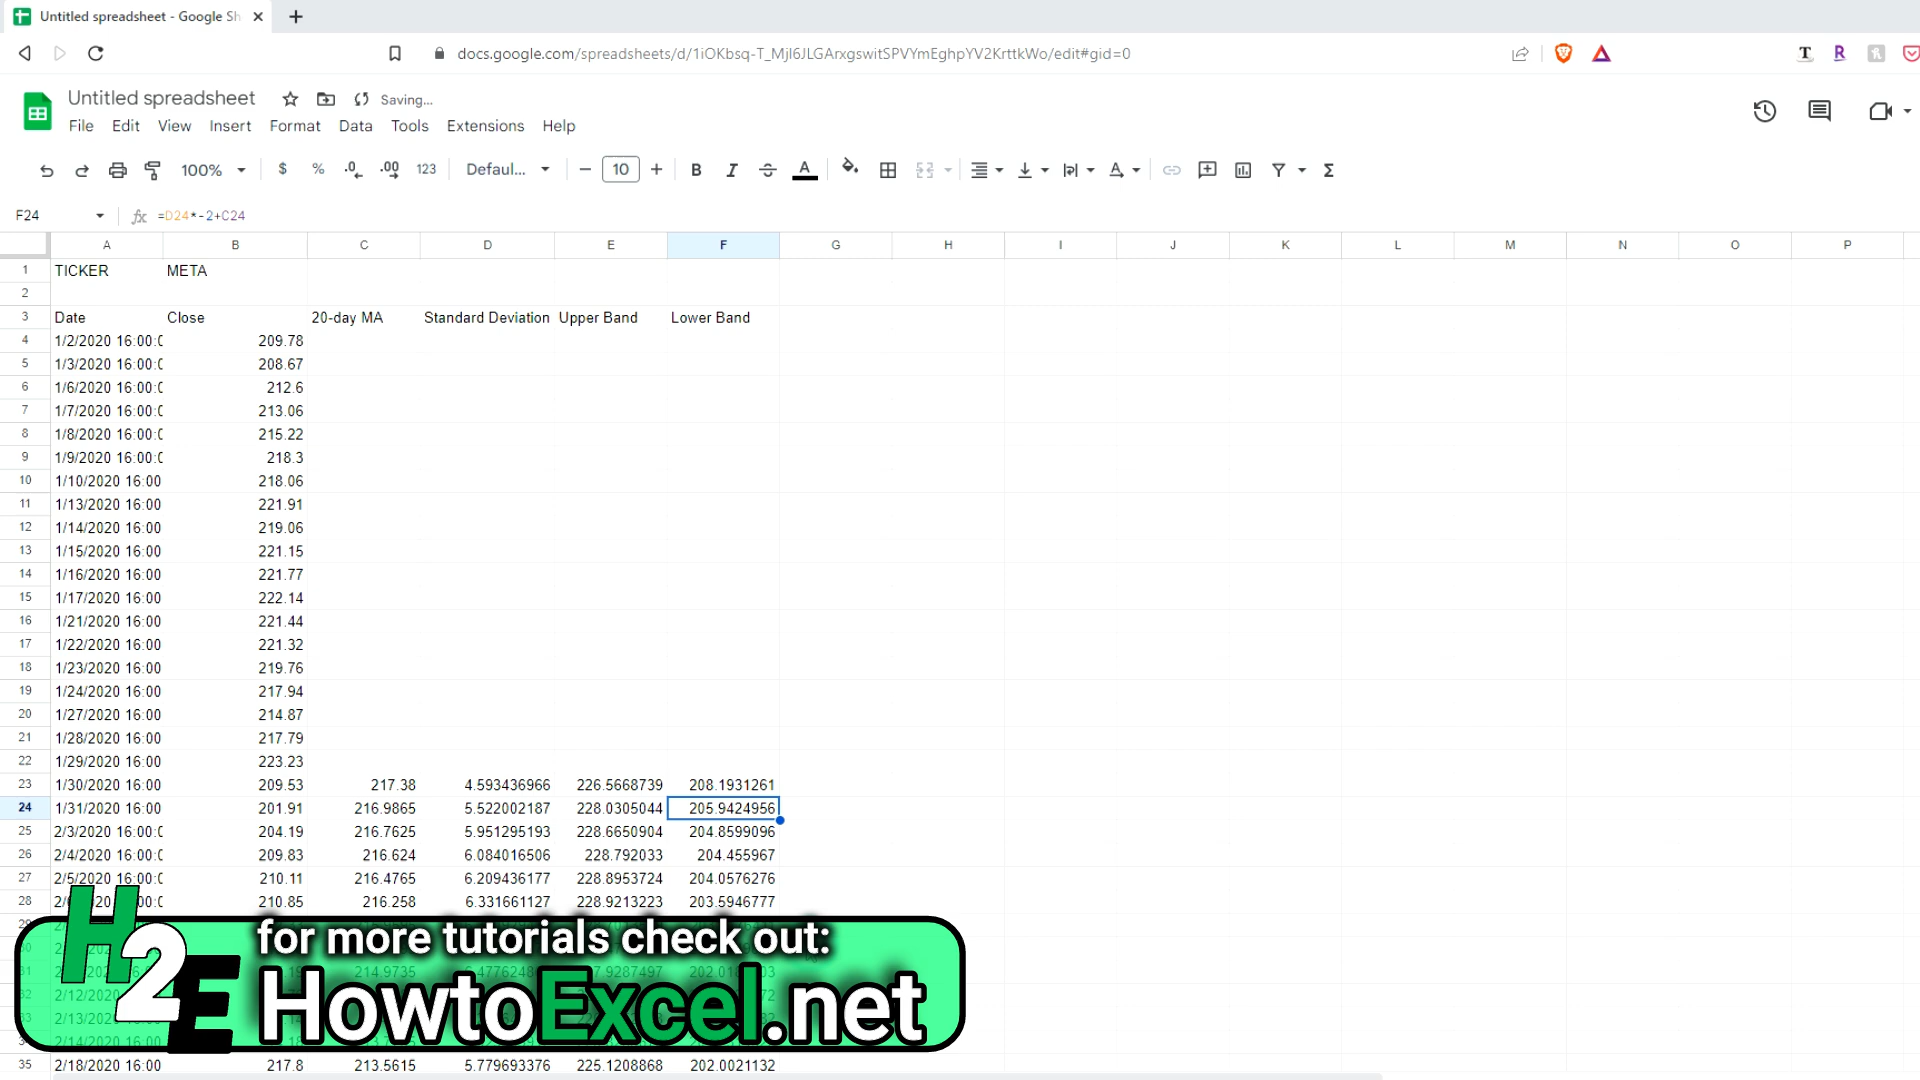 Untitled spreadsheet - Google Sh
docs.google.com/spreadsheets/d/1iOKbsq-T_MjI6JLGArxgswitSPVYmEghpYV2KrttkWo/edit#gid=0
Untitled spreadsheet Saving...
File Edit View Insert Format Data Tools Extensions Help
100% $ % .0 .00 123 Defaul... 10 B I A
F24 =D24*-2+C24
A B C D E F G H I J K L M N O P
1 TICKER META
2
3 Date Close 20-day MA Standard Deviation Upper Band Lower Band
4 1/2/2020 16:00:0 209.78
5 1/3/2020 16:00:0 208.67
6 1/6/2020 16:00:0 212.6
7 1/7/2020 16:00:0 213.06
8 1/8/2020 16:00:0 215.22
9 1/9/2020 16:00:0 218.3
10 1/10/2020 16:00 218.06
11 1/13/2020 16:00 221.91
12 1/14/2020 16:00 219.06
13 1/15/2020 16:00 221.15
14 1/16/2020 16:00 221.77
15 1/17/2020 16:00 222.14
16 1/21/2020 16:00 221.44
17 1/22/2020 16:00 221.32
18 1/23/2020 16:00 219.76
19 1/24/2020 16:00 217.94
20 1/27/2020 16:00 214.87
21 1/28/2020 16:00 217.79
22 1/29/2020 16:00 223.23
23 1/30/2020 16:00 209.53 217.38 4.593436966 226.5668739 208.1931261
24 1/31/2020 16:00 201.91 216.9865 5.522002187 228.0305044 205.9424956
25 2/3/2020 16:00:0 204.19 216.7625 5.951295193 228.6650904 204.8599096
26 2/4/2020 16:00:0 209.83 216.624 6.084016506 228.792033 204.455967
27 2/5/2020 16:00:0 210.11 216.4765 6.209436177 228.8953724 204.0576276
28 210.85 216.258 6.331661127 228.9213223 203.5946777
H2E
for more tutorials check out:
HowtoExcel.net
214.9735
35 2/18/2020 16:00 217.8 213.5615 5.779693376 225.1208868 202.0021132